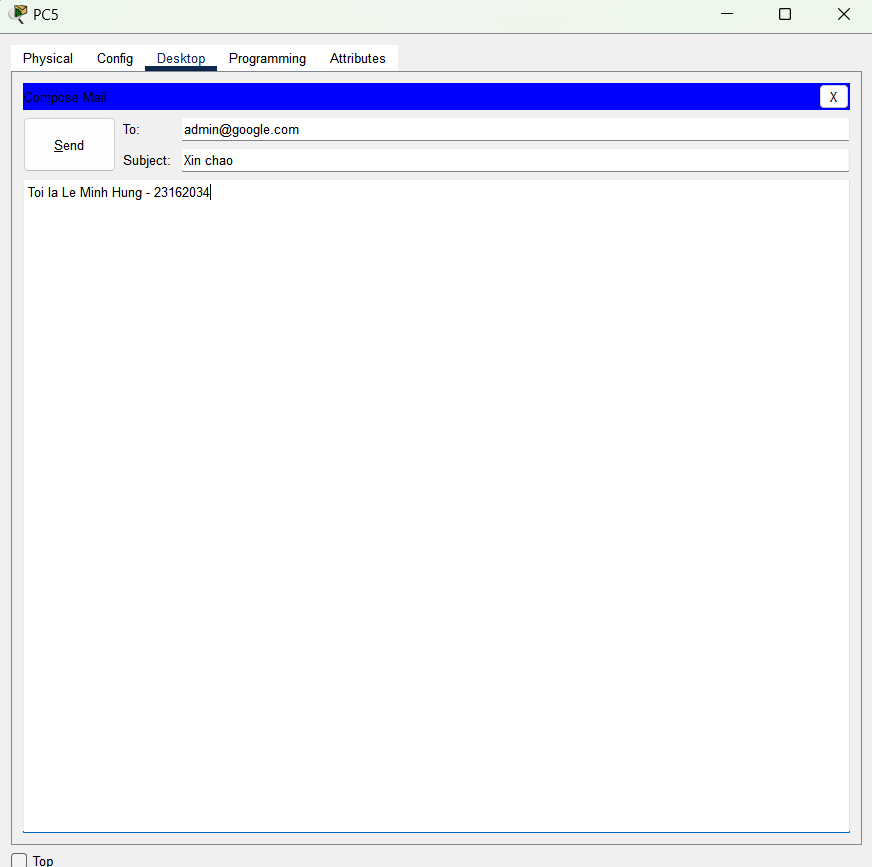 PC5
Physical Config Desktop Programming Attributes
Compose Mail X
Send
To: admin@google.com
Subject: Xin chao
Toi la Le Minh Hung - 23162034
Top